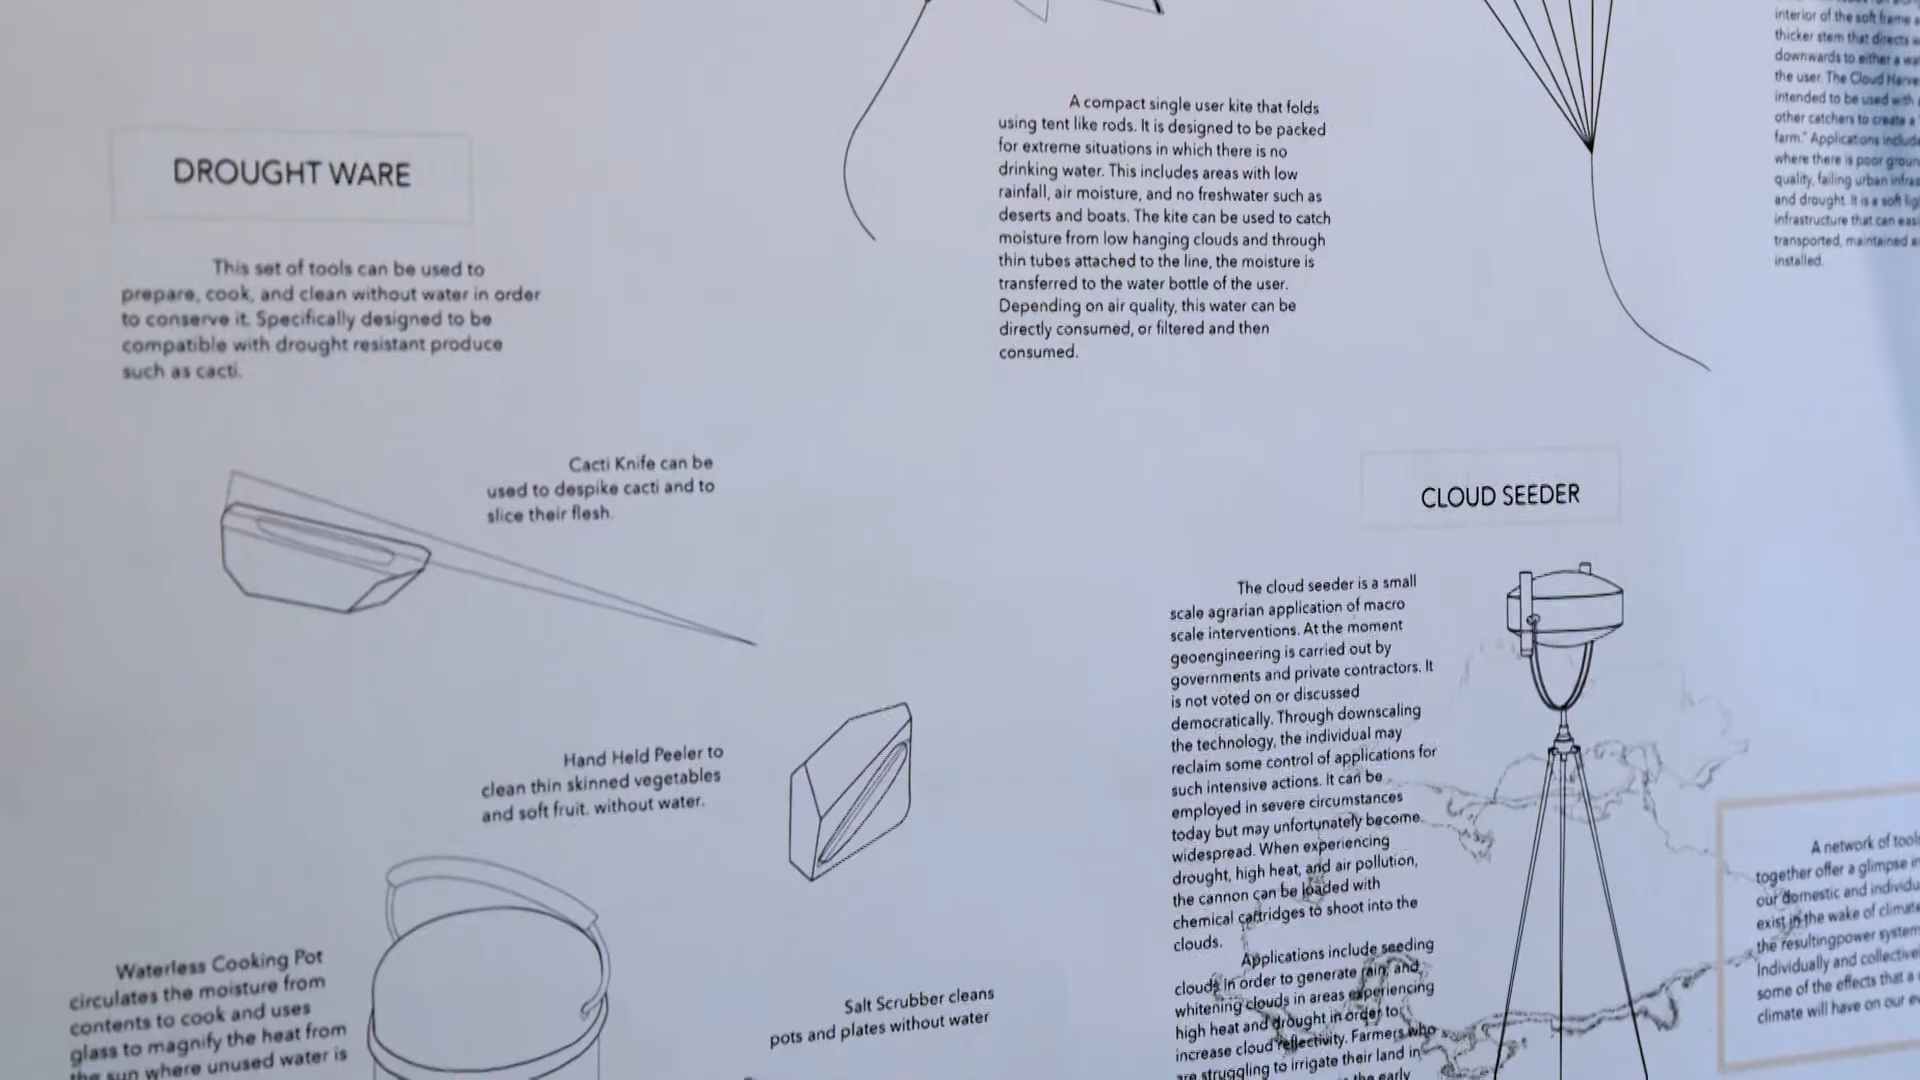 DROUGHT WARE
This set of tools can be used to
prepare, cook, and clean without water in order
to conserve it. Specifically designed to be
compatible with drought resistant produce
such as cacti.
Cacti Knife can be
used to despike cacti and to
slice their flesh.
Hand Held Peeler to
clean thin skinned vegetables
and soft fruit. without water.
Waterless Cooking Pot
circulates the moisture from
contents to cook and uses
glass to magnify the heat from
the sun where unused water is
Salt Scrubber cleans
pots and plates without water
A compact single user kite that folds
using tent like rods. It is designed to be packed
for extreme situations in which there is no
drinking water. This includes areas with low
rainfall, air moisture, and no freshwater such as
deserts and boats. The kite can be used to catch
moisture from low hanging clouds and through
thin tubes attached to the line, the moisture is
transferred to the water bottle of the user.
Depending on air quality, this water can be
directly consumed, or filtered and then
consumed.
CLOUD SEEDER
The cloud seeder is a small
scale agrarian application of macro
scale interventions. At the moment
geoengineering is carried out by
governments and private contractors. It
is not voted on or discussed
democratically. Through downscaling
the technology, the individual may
reclaim some control of applications for
such intensive actions. It can be
employed in severe circumstances
today but may unfortunately become
widespread. When experiencing
drought, high heat, and air pollution,
the cannon can be loaded with
chemical cartridges to shoot into the
clouds.
Applications include seeding
clouds in order to generate rain, and
whitening clouds in areas experiencing
high heat and drought in order to
increase cloud reflectivity. Farmers who
are struggling to irrigate their land in
the early
interior of the soft frame
thicker stem that directs
downwards to either a
the user. The Cloud
intended to be used with
other catchers to create a
farm." Applications
where there is poor
quality, failing urban
and drought. It is a soft
infrastructure that can
transported, maintained
installed.
A network of tools
together offer a glimpse
our domestic and
exist in the wake of climate
the resultingpower
Individually and
some of the effects that a
climate will have on our